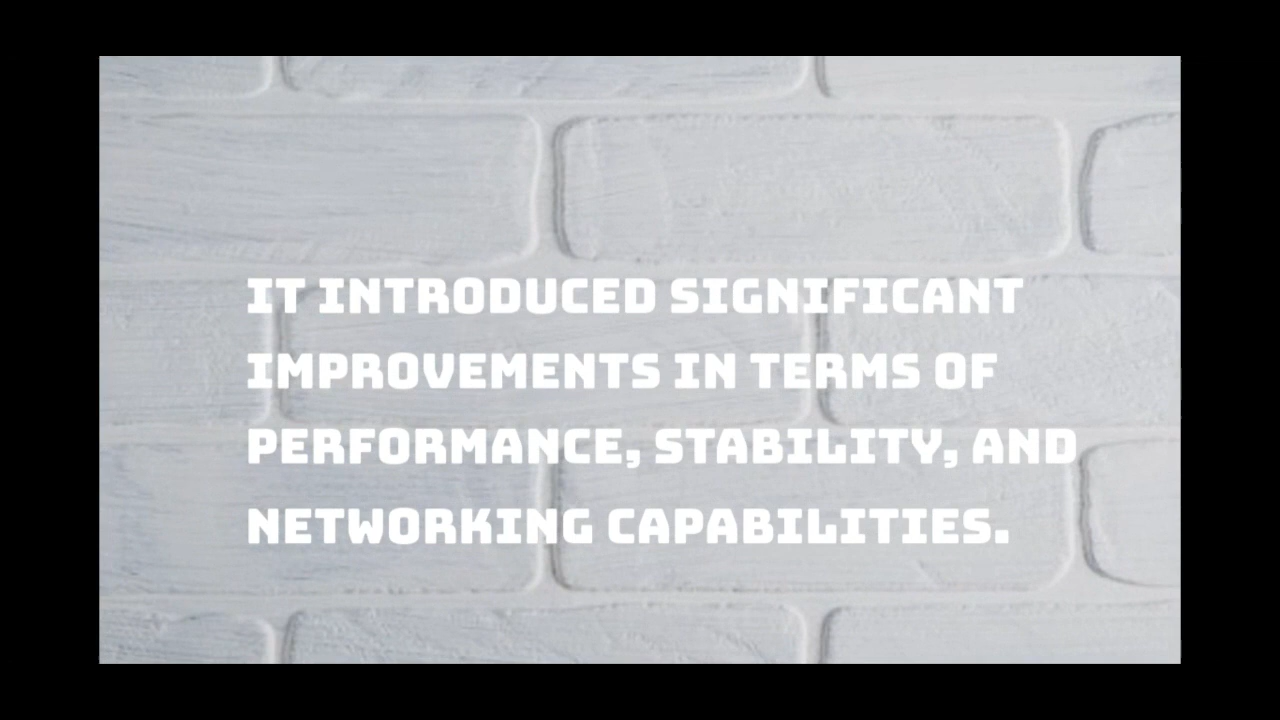 IT INTRODUCED SIGNIFICANT
IMPROVEMENTS IN TERMS OF
PERFORMANCE, STABILITY, AND
NETWORKING CAPABILITIES.